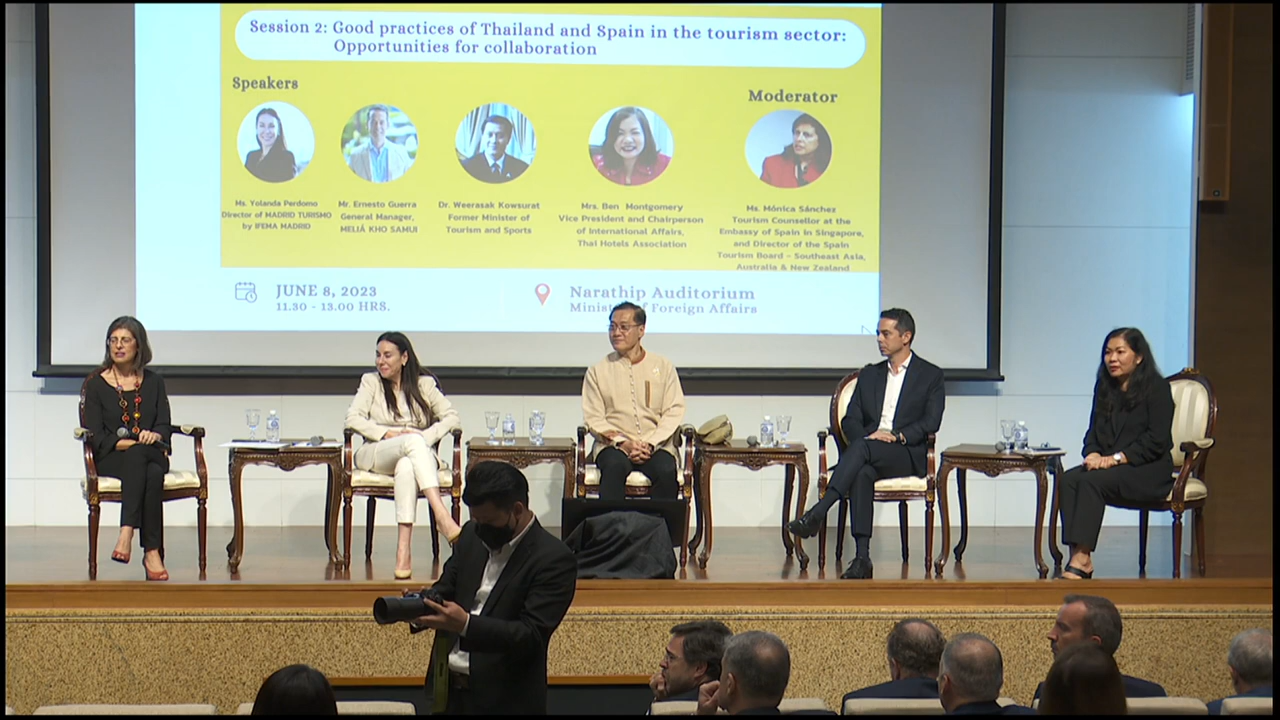 Session 2: Good practices of Thailand and Spain in the tourism sector:
Opportunities for collaboration
Speakers
Moderator
Ms. Yolanda Perdomo
Director of MADRID TURISMO
by IFEMA MADRID
Mr. Ernesto Guerra
General Manager,
MELIÁ KHO SAMUI
Dr. Weerasak Kowsurat
Former Minister of
Tourism and Sports
Mrs. Ben Montgomery
Vice President and Chairperson
of International Affairs,
Thai Hotels Association
Ms. Mónica Sánchez
Tourism Counsellor at the
Embassy of Spain in Singapore,
and Director of the Spain
Tourism Board - Southeast Asia,
Australia & New Zealand
JUNE 8, 2023
11.30 - 13.00 HRS.
Narathip Auditorium
Ministry of Foreign Affairs